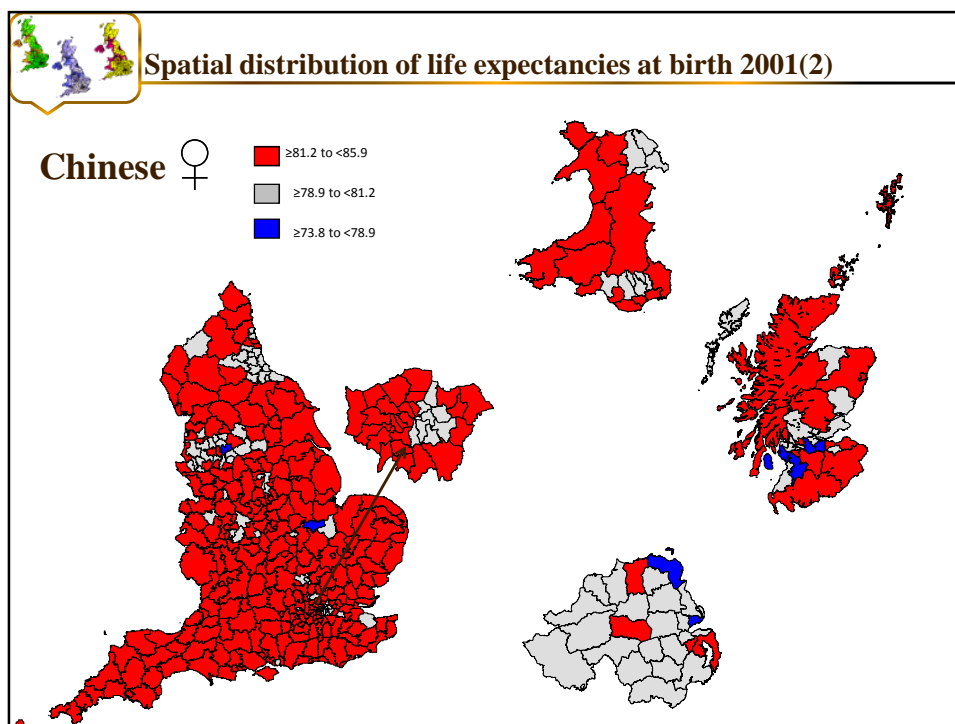 Spatial distribution of life expectancies at birth 2001(2)
Chinese ♀
≥81.2 to <85.9
≥78.9 to <81.2
≥73.8 to <78.9